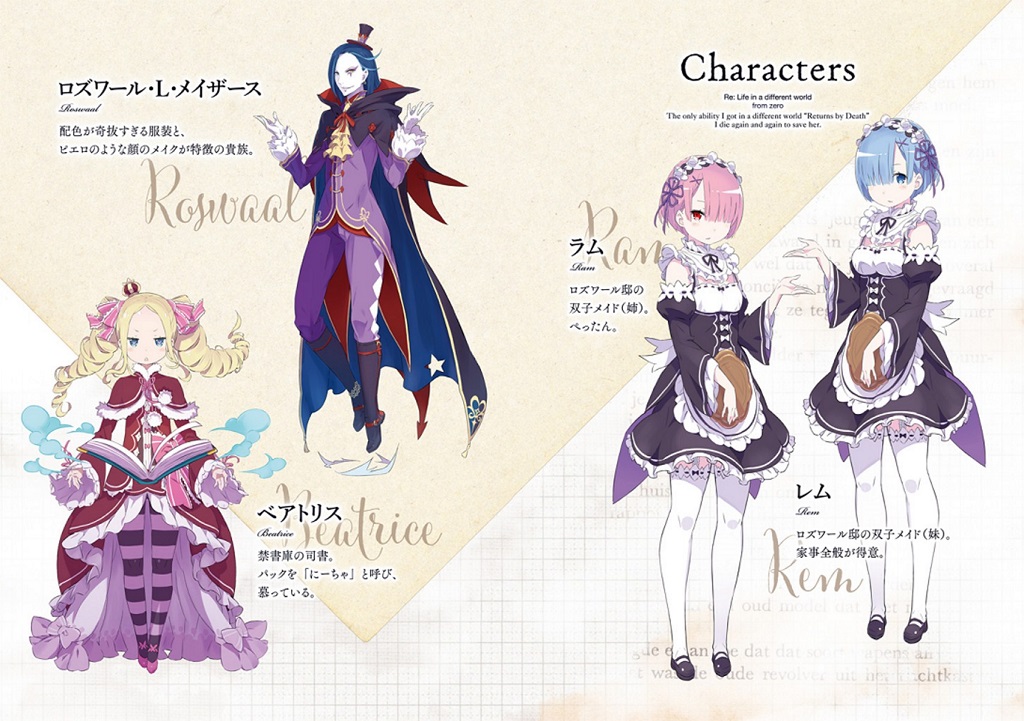 Characters
Re: Life in a different world
from zero
The only ability I got in a different world "Returns by Death"
I die again and again to save her.
ロズワール・L・メイザース
Roswaal
配色が奇抜すぎる服装と、
ピエロのような顔のメイクが特徴の貴族。
Roswaal
ラム
Ram
Ram
ロズワール邸の
双子メイド(姉)。
ぺったん。
ベアトリス
Beatrice
Beatrice
禁書庫の司書。
パックを「にーちゃ」と呼び、
慕っている。
レム
Rem
ロズワール邸の双子メイド(妹)。
家事全般が得意。
Rem